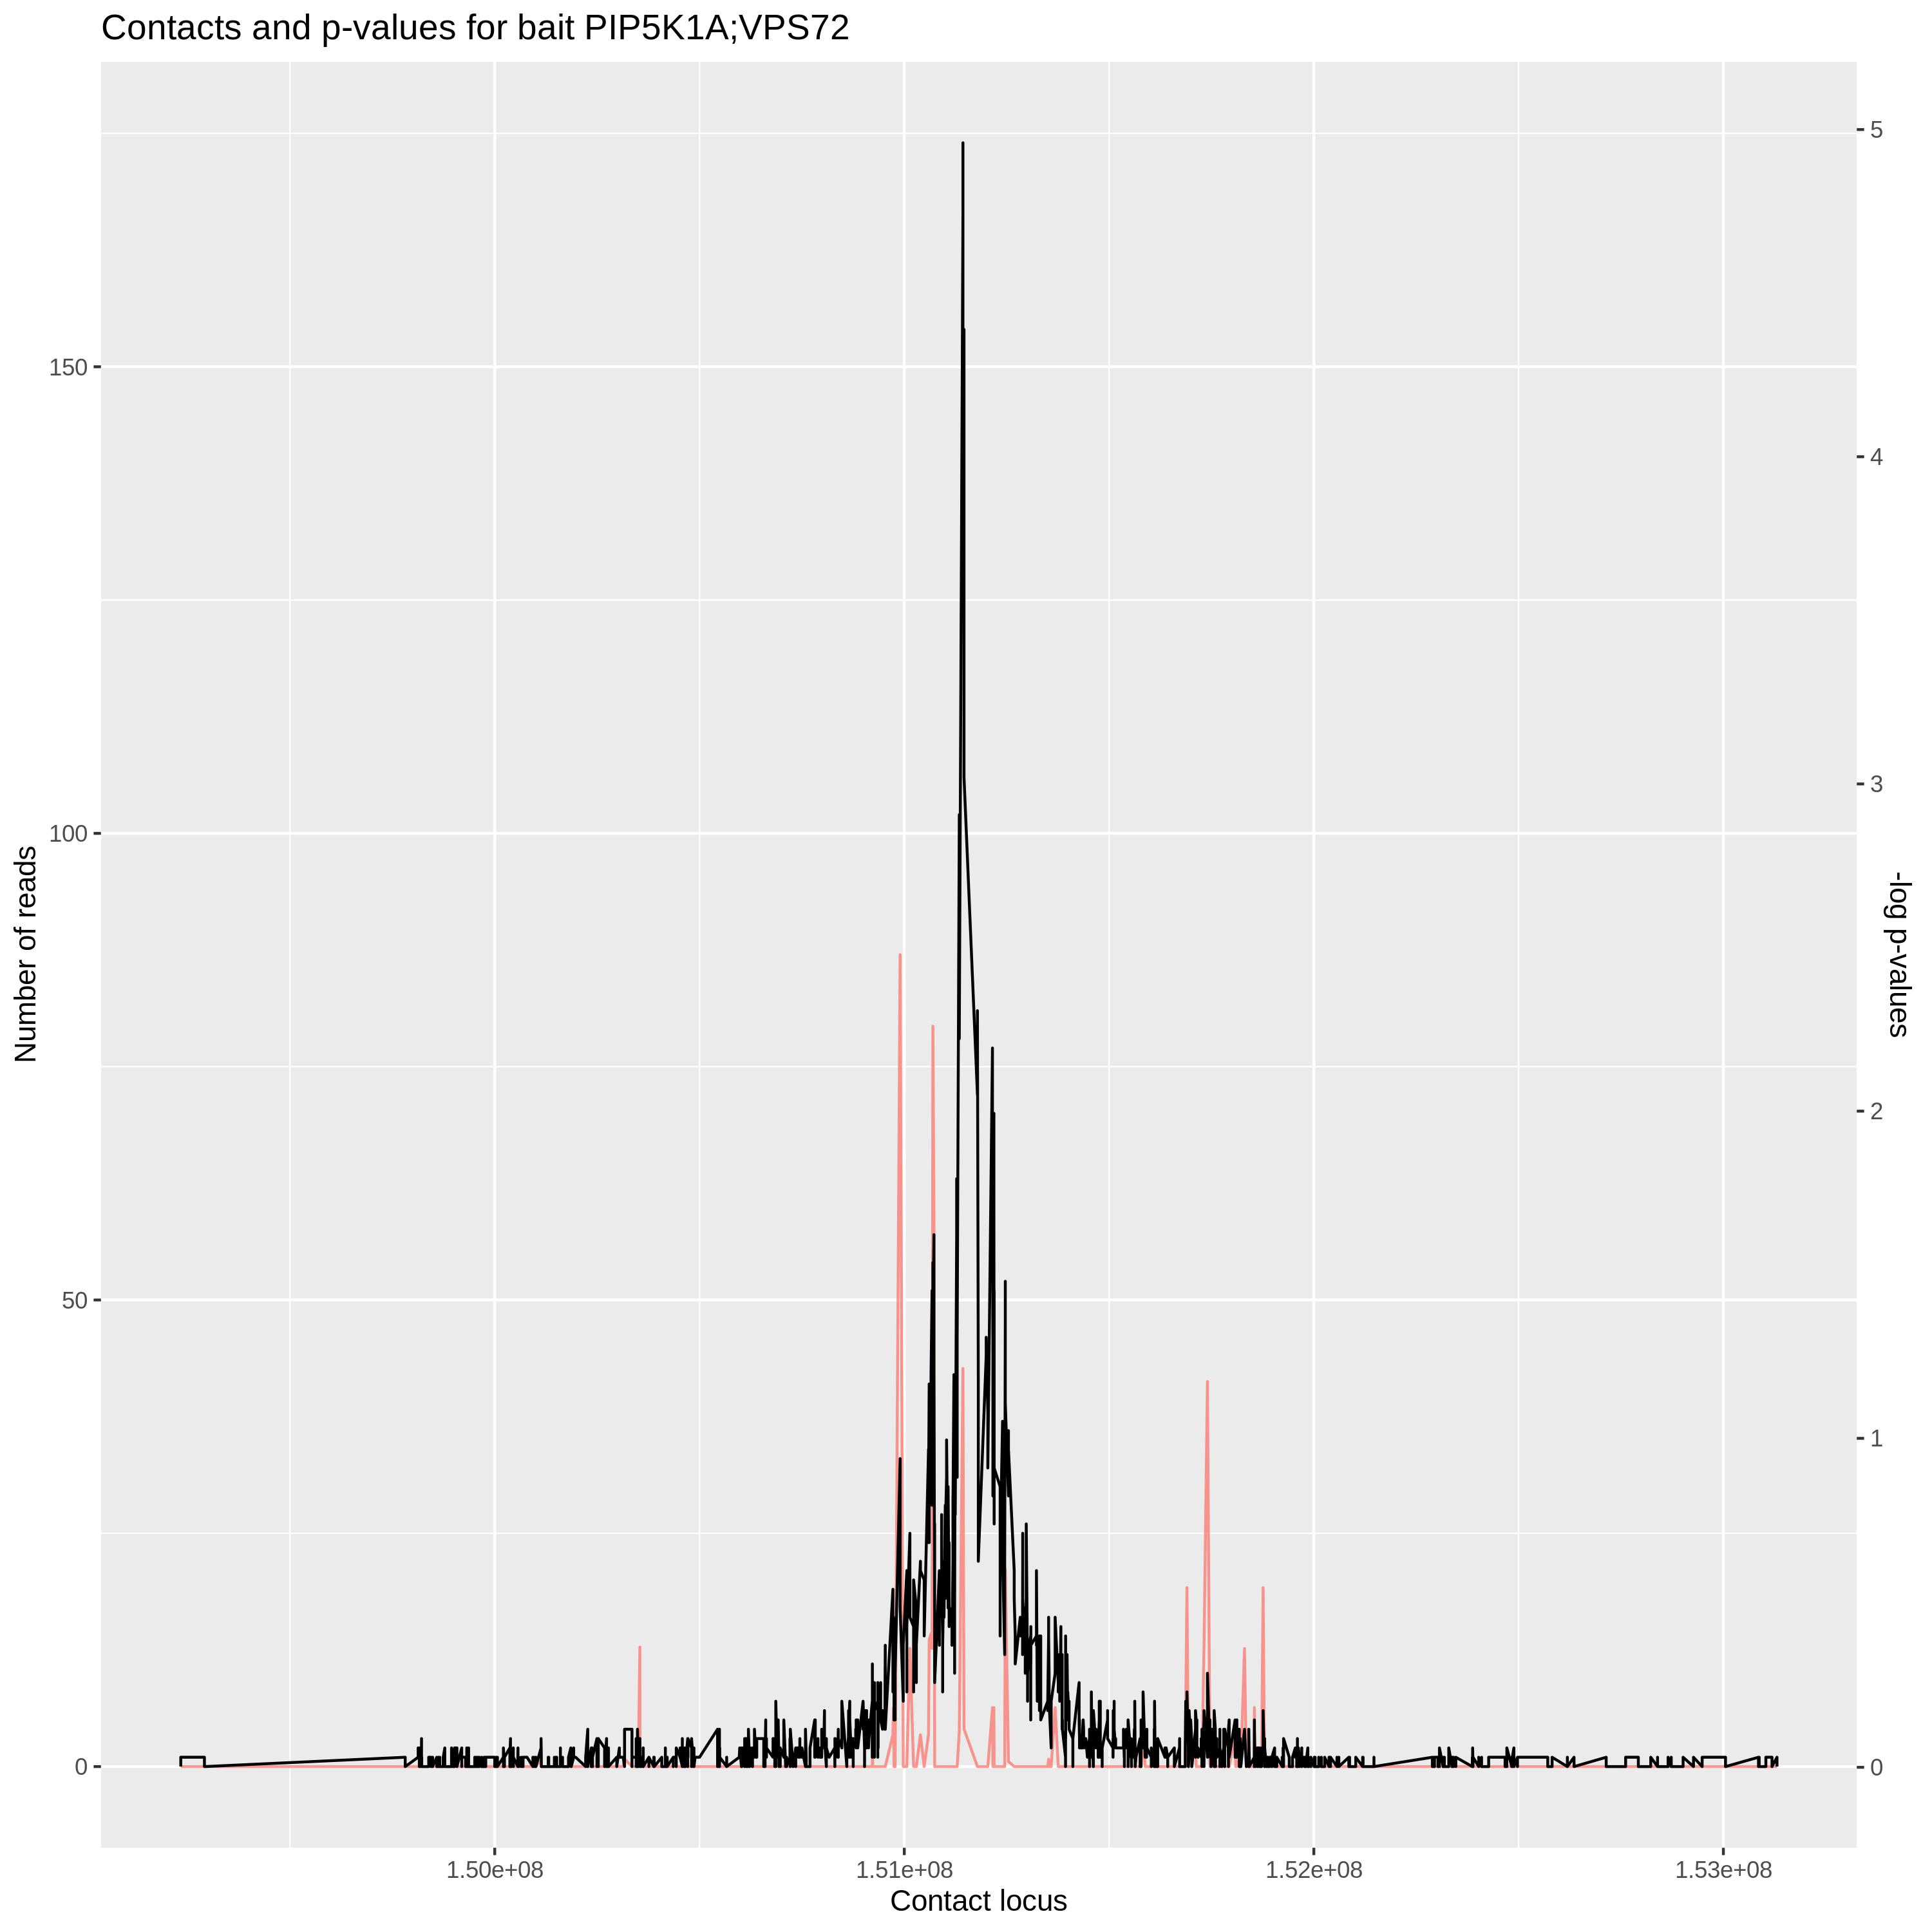 Contacts and p-values for bait PIP5K1A;VPS72
Number of reads
150
100
50
0
5
4
3
2
1
0
-log p-values
1.50e+08 1.51e+08 1.52e+08 1.53e+08
Contact locus